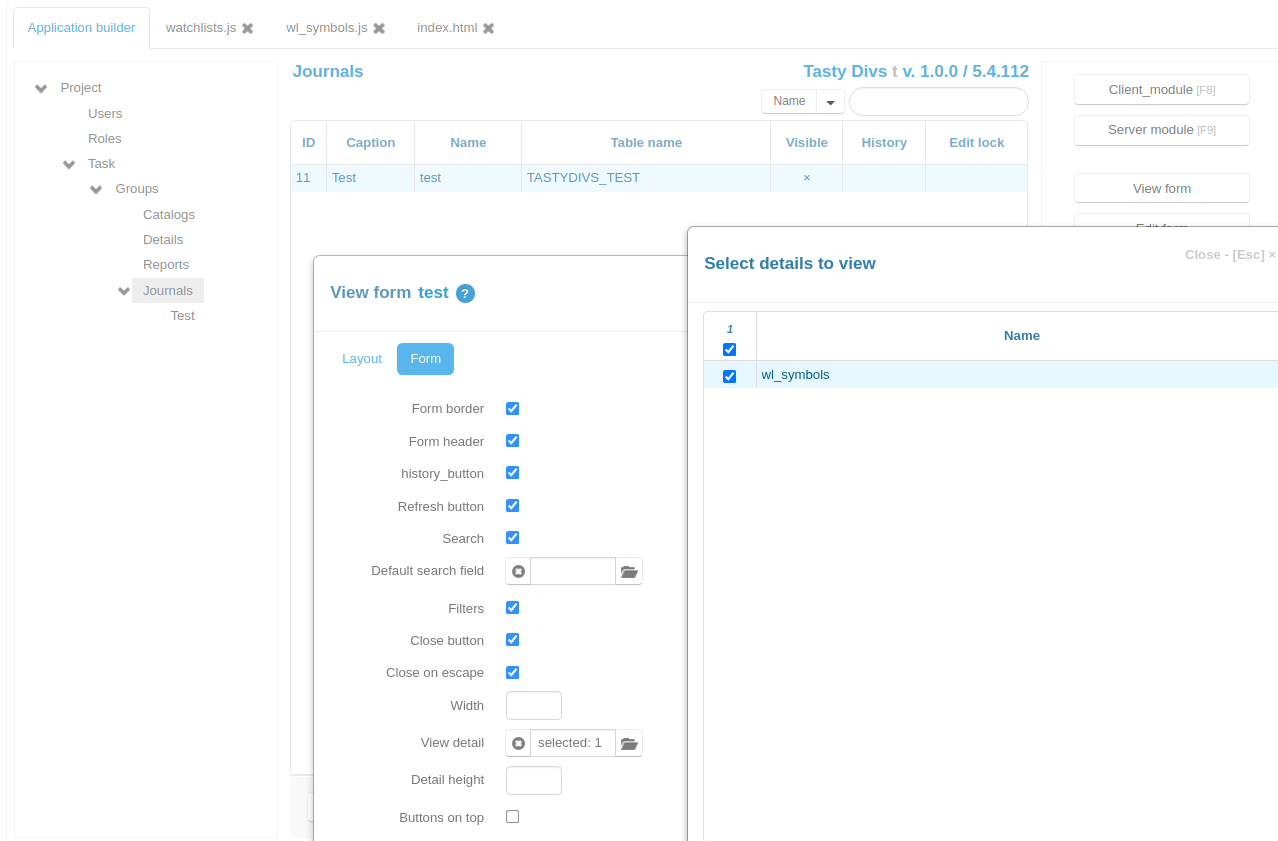 Application builder watchlists.js ✖ wl_symbols.js ✖ index.html ✖
Project
Users
Roles
Task
Groups
Catalogs
Details
Reports
Journals
Test
Journals Tasty Divs t v. 1.0.0 / 5.4.112
Name
ID Caption Name Table name Visible History Edit lock
11 Test test TASTYDIVS_TEST ×
Client_module [F8]
Server module [F9]
View form
Edit form
View form test ?
Layout Form
Form border
Form header
history_button
Refresh button
Search
Default search field
Filters
Close button
Close on escape
Width
View detail selected: 1
Detail height
Buttons on top
Select details to view Close - [Esc] ×
1 Name
wl_symbols